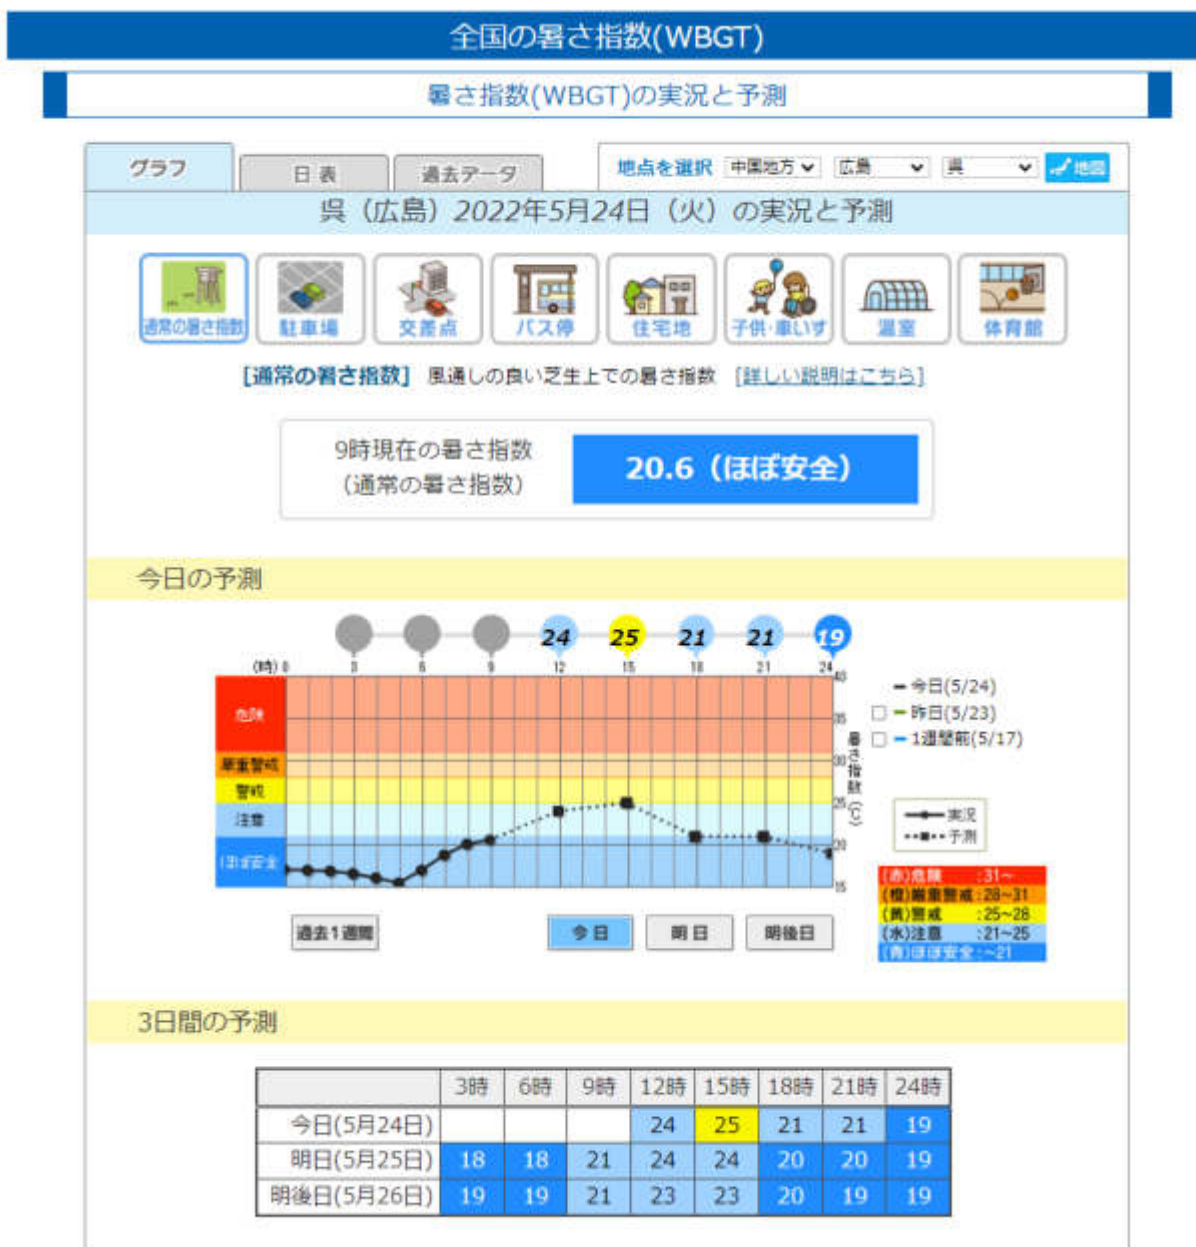 全国の暑さ指数(WBGT)
暑さ指数(WBGT)の実況と予測
グラフ 日表 過去データ 地点を選択 中国地方 広島 呉 地図
呉（広島）2022年5月24日（火）の実況と予測
通常の暑さ指数 駐車場 交差点 バス停 住宅地 子供・車いす 温室 体育館
[通常の暑さ指数] 風通しの良い芝生上での暑さ指数 [詳しい説明はこちら]
9時現在の暑さ指数
（通常の暑さ指数）
20.6（ほぼ安全）
今日の予測
24 25 21 21 19
(時) 0 3 6 9 12 15 18 21 24
40
35
30
25
20
15
暑さ指数(℃)
危険
厳重警戒
警戒
注意
ほぼ安全
今日(5/24)
昨日(5/23)
1週間前(5/17)
実況
予測
(赤)危険 :31~
(橙)厳重警戒:28~31
(黄)警戒 :25~28
(水)注意 :21~25
(青)ほぼ安全:~21
過去1週間 今日 明日 明後日
3日間の予測
3時 6時 9時 12時 15時 18時 21時 24時
今日(5月24日) 24 25 21 21 19
明日(5月25日) 18 18 21 24 24 20 20 19
明後日(5月26日) 19 19 21 23 23 20 19 19